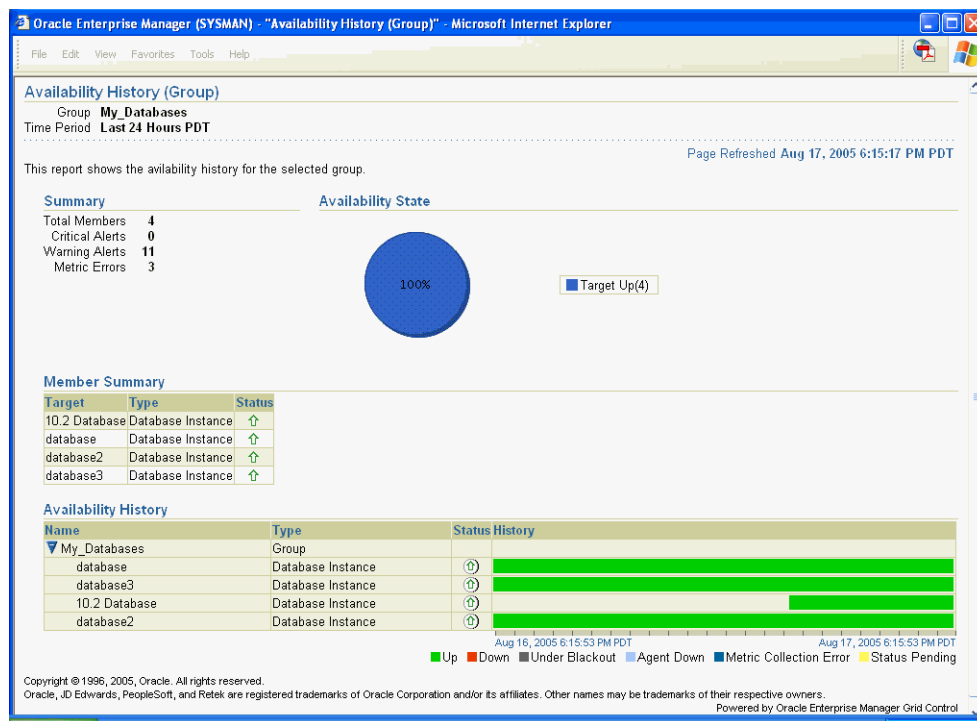 Oracle Enterprise Manager (SYSMAN) - "Availability History (Group)" - Microsoft Internet Explorer
File Edit View Favorites Tools Help
Availability History (Group)
Group My_Databases
Time Period Last 24 Hours PDT
Page Refreshed Aug 17, 2005 6:15:17 PM PDT
This report shows the avilability history for the selected group.
Summary
Total Members 4
Critical Alerts 0
Warning Alerts 11
Metric Errors 3
Availability State
100%
Target Up(4)
Member Summary
Target Type Status
10.2 Database Database Instance
database Database Instance
database2 Database Instance
database3 Database Instance
Availability History
Name Type Status History
My_Databases Group
database Database Instance
database3 Database Instance
10.2 Database Database Instance
database2 Database Instance
Aug 16, 2005 6:15:53 PM PDT Aug 17, 2005 6:15:53 PM PDT
Up Down Under Blackout Agent Down Metric Collection Error Status Pending
Copyright © 1996, 2005, Oracle. All rights reserved.
Oracle, JD Edwards, PeopleSoft, and Retek are registered trademarks of Oracle Corporation and/or its affiliates. Other names may be trademarks of their respective owners.
Powered by Oracle Enterprise Manager Grid Control